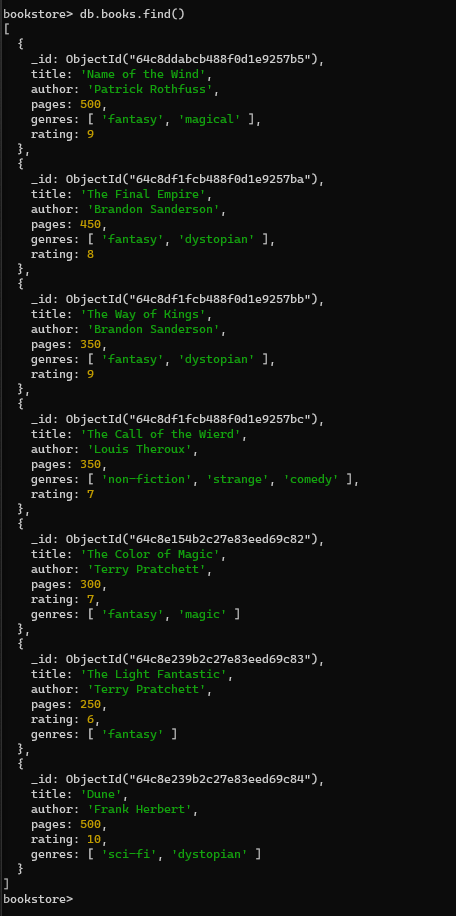 bookstore> db.books.find()
[
  {
    _id: ObjectId("64c8ddabcb488f0d1e9257b5"),
    title: 'Name of the Wind',
    author: 'Patrick Rothfuss',
    pages: 500,
    genres: [ 'fantasy', 'magical' ],
    rating: 9
  },
  {
    _id: ObjectId("64c8df1fcb488f0d1e9257ba"),
    title: 'The Final Empire',
    author: 'Brandon Sanderson',
    pages: 450,
    genres: [ 'fantasy', 'dystopian' ],
    rating: 8
  },
  {
    _id: ObjectId("64c8df1fcb488f0d1e9257bb"),
    title: 'The Way of Kings',
    author: 'Brandon Sanderson',
    pages: 350,
    genres: [ 'fantasy', 'dystopian' ],
    rating: 9
  },
  {
    _id: ObjectId("64c8df1fcb488f0d1e9257bc"),
    title: 'The Call of the Wierd',
    author: 'Louis Theroux',
    pages: 350,
    genres: [ 'non-fiction', 'strange', 'comedy' ],
    rating: 7
  },
  {
    _id: ObjectId("64c8e154b2c27e83eed69c82"),
    title: 'The Color of Magic',
    author: 'Terry Pratchett',
    pages: 300,
    rating: 7,
    genres: [ 'fantasy', 'magic' ]
  },
  {
    _id: ObjectId("64c8e239b2c27e83eed69c83"),
    title: 'The Light Fantastic',
    author: 'Terry Pratchett',
    pages: 250,
    rating: 6,
    genres: [ 'fantasy' ]
  },
  {
    _id: ObjectId("64c8e239b2c27e83eed69c84"),
    title: 'Dune',
    author: 'Frank Herbert',
    pages: 500,
    rating: 10,
    genres: [ 'sci-fi', 'dystopian' ]
  }
]
bookstore>